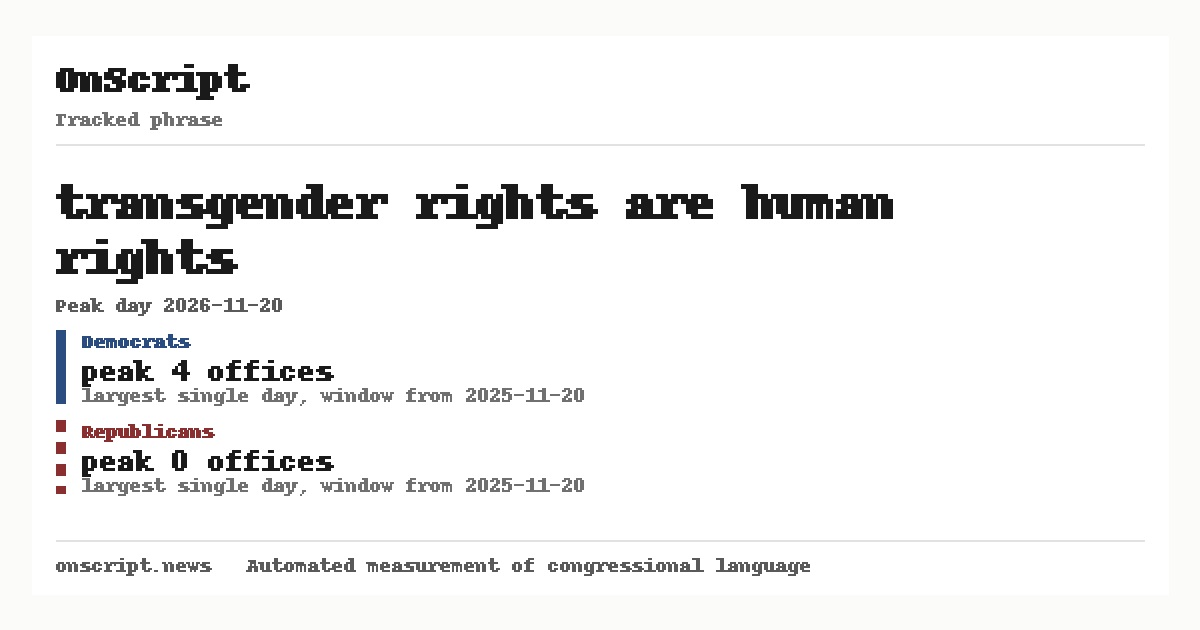 OnScript
Tracked phrase
transgender rights are human
rights
Peak day 2026-11-20
Democrats
peak 4 offices
largest single day, window from 2025-11-20
Republicans
peak 0 offices
largest single day, window from 2025-11-20
onscript.news Automated measurement of congressional language